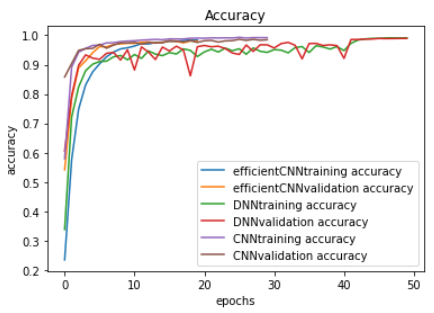 Accuracy
1.0
0.9
0.8
0.7
0.6
0.5
0.4
0.3
0.2
accuracy
efficientCNNtraining accuracy
efficientCNNvalidation accuracy
DNNtraining accuracy
DNNvalidation accuracy
CNNtraining accuracy
CNNvalidation accuracy
0 10 20 30 40 50
epochs